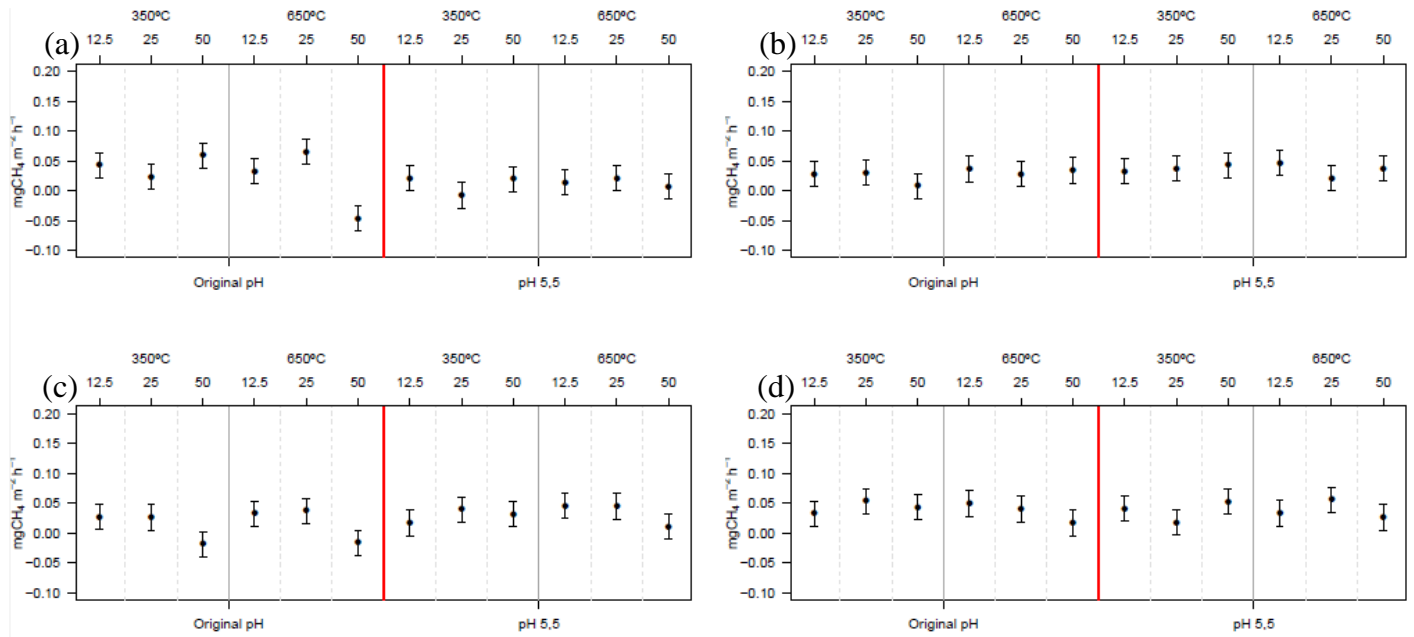 350ºC 650ºC 350ºC 650ºC
(a) 12.5 25 50 12.5 25 50 12.5 25 50 12.5 25 50
0.20
0.15
0.10
0.05
0.00
−0.05
−0.10
mgCH₄ m⁻² h⁻¹
Original pH pH 5,5
350ºC 650ºC 350ºC 650ºC
(b) 12.5 25 50 12.5 25 50 12.5 25 50 12.5 25 50
0.20
0.15
0.10
0.05
0.00
−0.05
−0.10
mgCH₄ m⁻² h⁻¹
Original pH pH 5,5
350ºC 650ºC 350ºC 650ºC
(c) 12.5 25 50 12.5 25 50 12.5 25 50 12.5 25 50
0.20
0.15
0.10
0.05
0.00
−0.05
−0.10
mgCH₄ m⁻² h⁻¹
Original pH pH 5,5
350ºC 650ºC 350ºC 650ºC
(d) 12.5 25 50 12.5 25 50 12.5 25 50 12.5 25 50
0.20
0.15
0.10
0.05
0.00
−0.05
−0.10
mgCH₄ m⁻² h⁻¹
Original pH pH 5,5